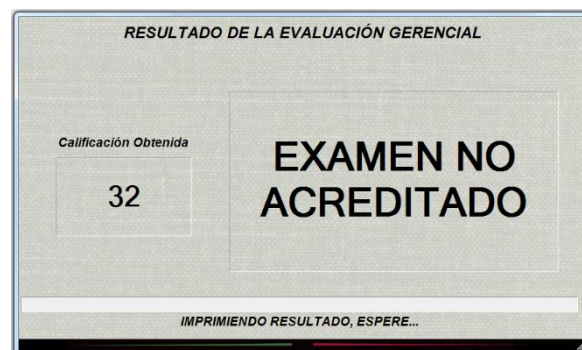 RESULTADO DE LA EVALUACIÓN GERENCIAL
Calificación Obtenida
32
EXAMEN NO
ACREDITADO
IMPRIMIENDO RESULTADO, ESPERE...